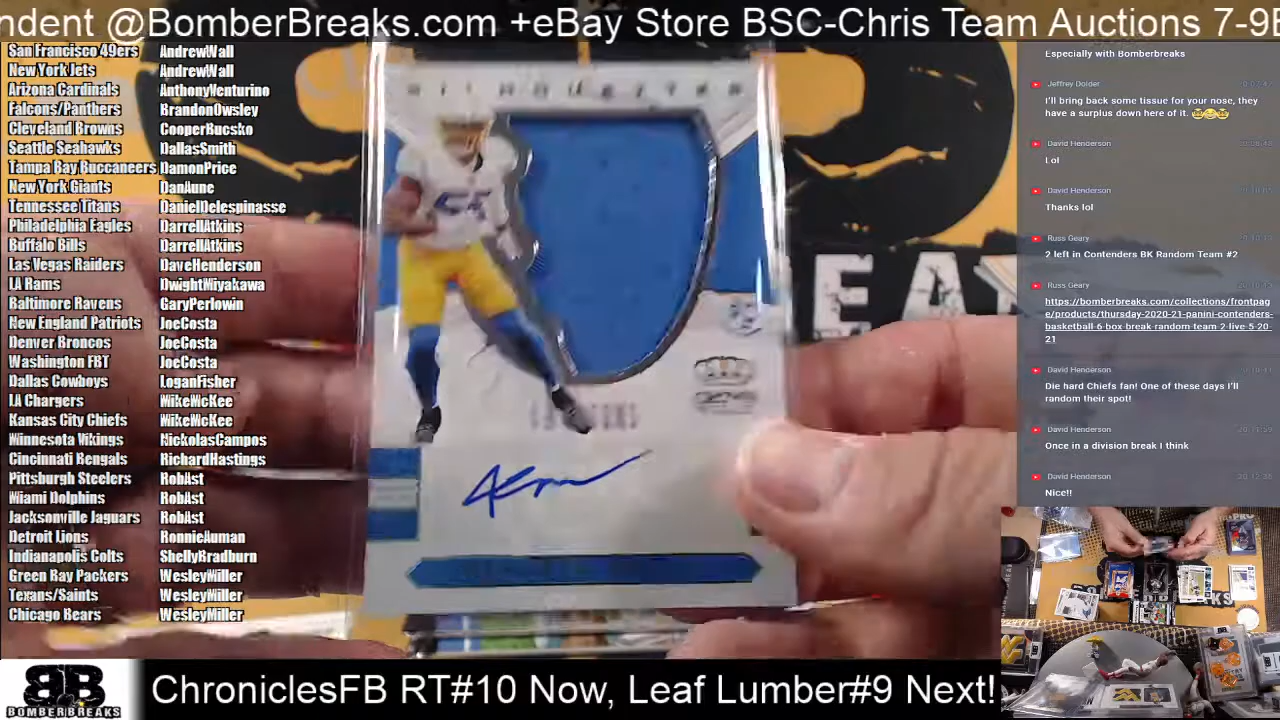 ndent @BomberBreaks.com +eBay Store BSC-Chris Team Auctions 7-9
San Francisco 49ers AndrewWall
New York Jets AndrewWall
Arizona Cardinals AnthonyVenturino
Falcons/Panthers BrandonOwsley
Cleveland Browns CooperBucsko
Seattle Seahawks DallasSmith
Tampa Bay Buccaneers DamonPrice
New York Giants DanAune
Tennessee Titans DanielDelespinasse
Philadelphia Eagles DarrellAtkins
Buffalo Bills DarrellAtkins
Las Vegas Raiders DaveHenderson
LA Rams DwightMiyakawa
Baltimore Ravens GaryPerlowin
New England Patriots JoeCosta
Denver Broncos JoeCosta
Washington FBT JoeCosta
Dallas Cowboys LoganFisher
LA Chargers MikeMcKee
Kansas City Chiefs MikeMcKee
Minnesota Vikings NickolasCampos
Cincinnati Bengals RichardHastings
Pittsburgh Steelers RobAst
Miami Dolphins RobAst
Jacksonville Jaguars RobAst
Detroit Lions RonnieAuman
Indianapolis Colts ShellyBradburn
Green Bay Packers WesleyMiller
Texans/Saints WesleyMiller
Chicago Bears WesleyMiller
SILHOUETTES
EA
Especially with Bomberbreaks
Jeffrey Dolder
I'll bring back some tissue for your nose, they
have a surplus down here of it.
David Henderson
Lol
David Henderson
Thanks lol
Russ Geary
2 left in Contenders BK Random Team #2
Russ Geary
https://bomberbreaks.com/collections/frontpag
e/products/thursday-2020-21-panini-contenders-
basketball-6-box-break-random-team-2-live-5-20-
21
David Henderson
Die hard Chiefs fan! One of these days I'll
random their spot!
David Henderson
Once in a division break I think
David Henderson
Nice!!
BB
BOMBERBREAKS
ChroniclesFB RT#10 Now, Leaf Lumber#9 Next!